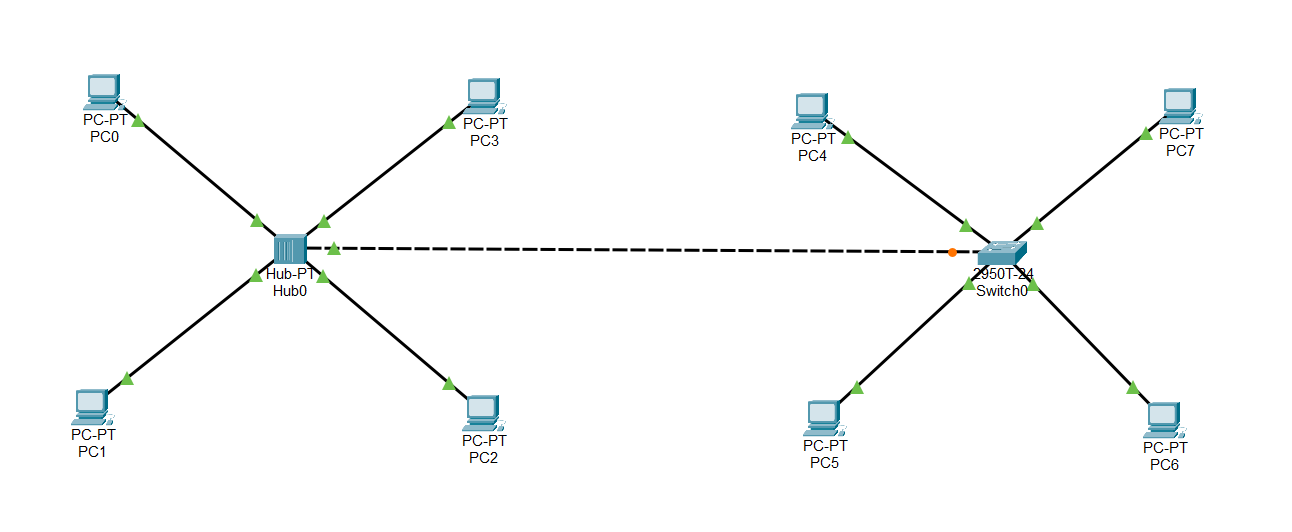 PC-PT
PC0
PC-PT
PC3
PC-PT
PC4
PC-PT
PC7
Hub-PT
Hub0
2950T-24
Switch0
PC-PT
PC1
PC-PT
PC2
PC-PT
PC5
PC-PT
PC6